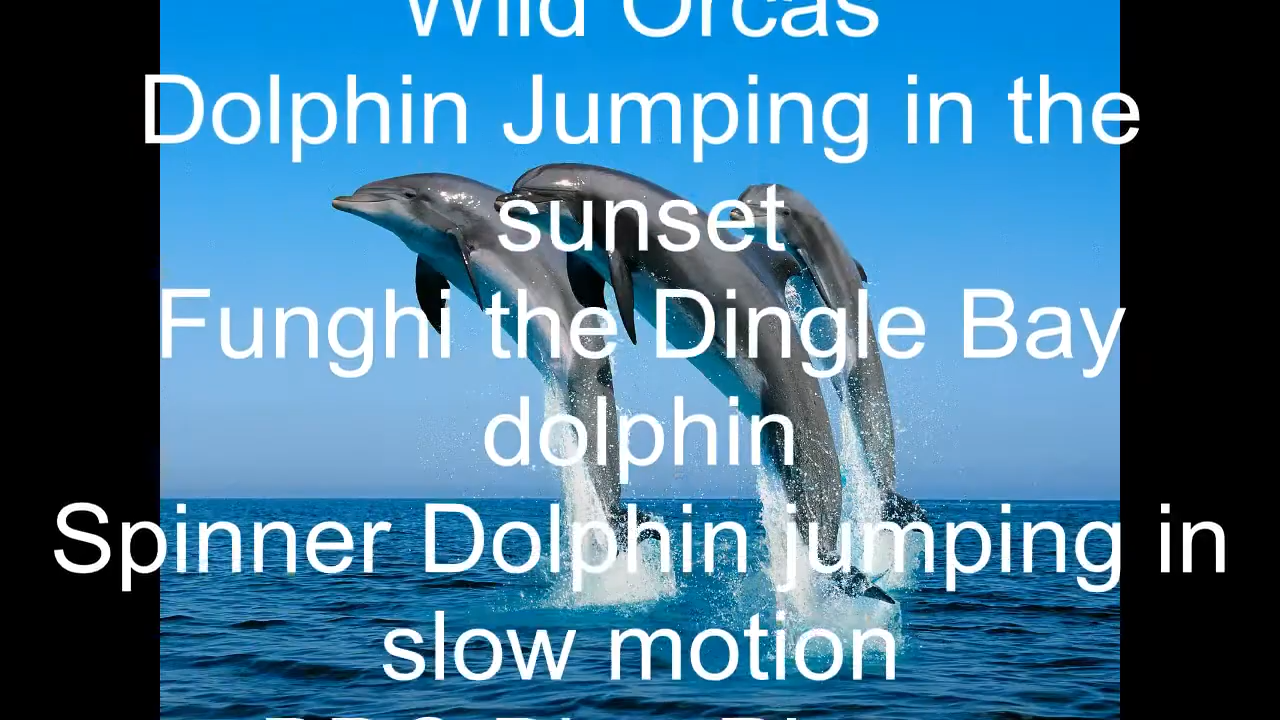 Wild Orcas
Dolphin Jumping in the
sunset
Funghi the Dingle Bay
dolphin
Spinner Dolphin jumping in
slow motion